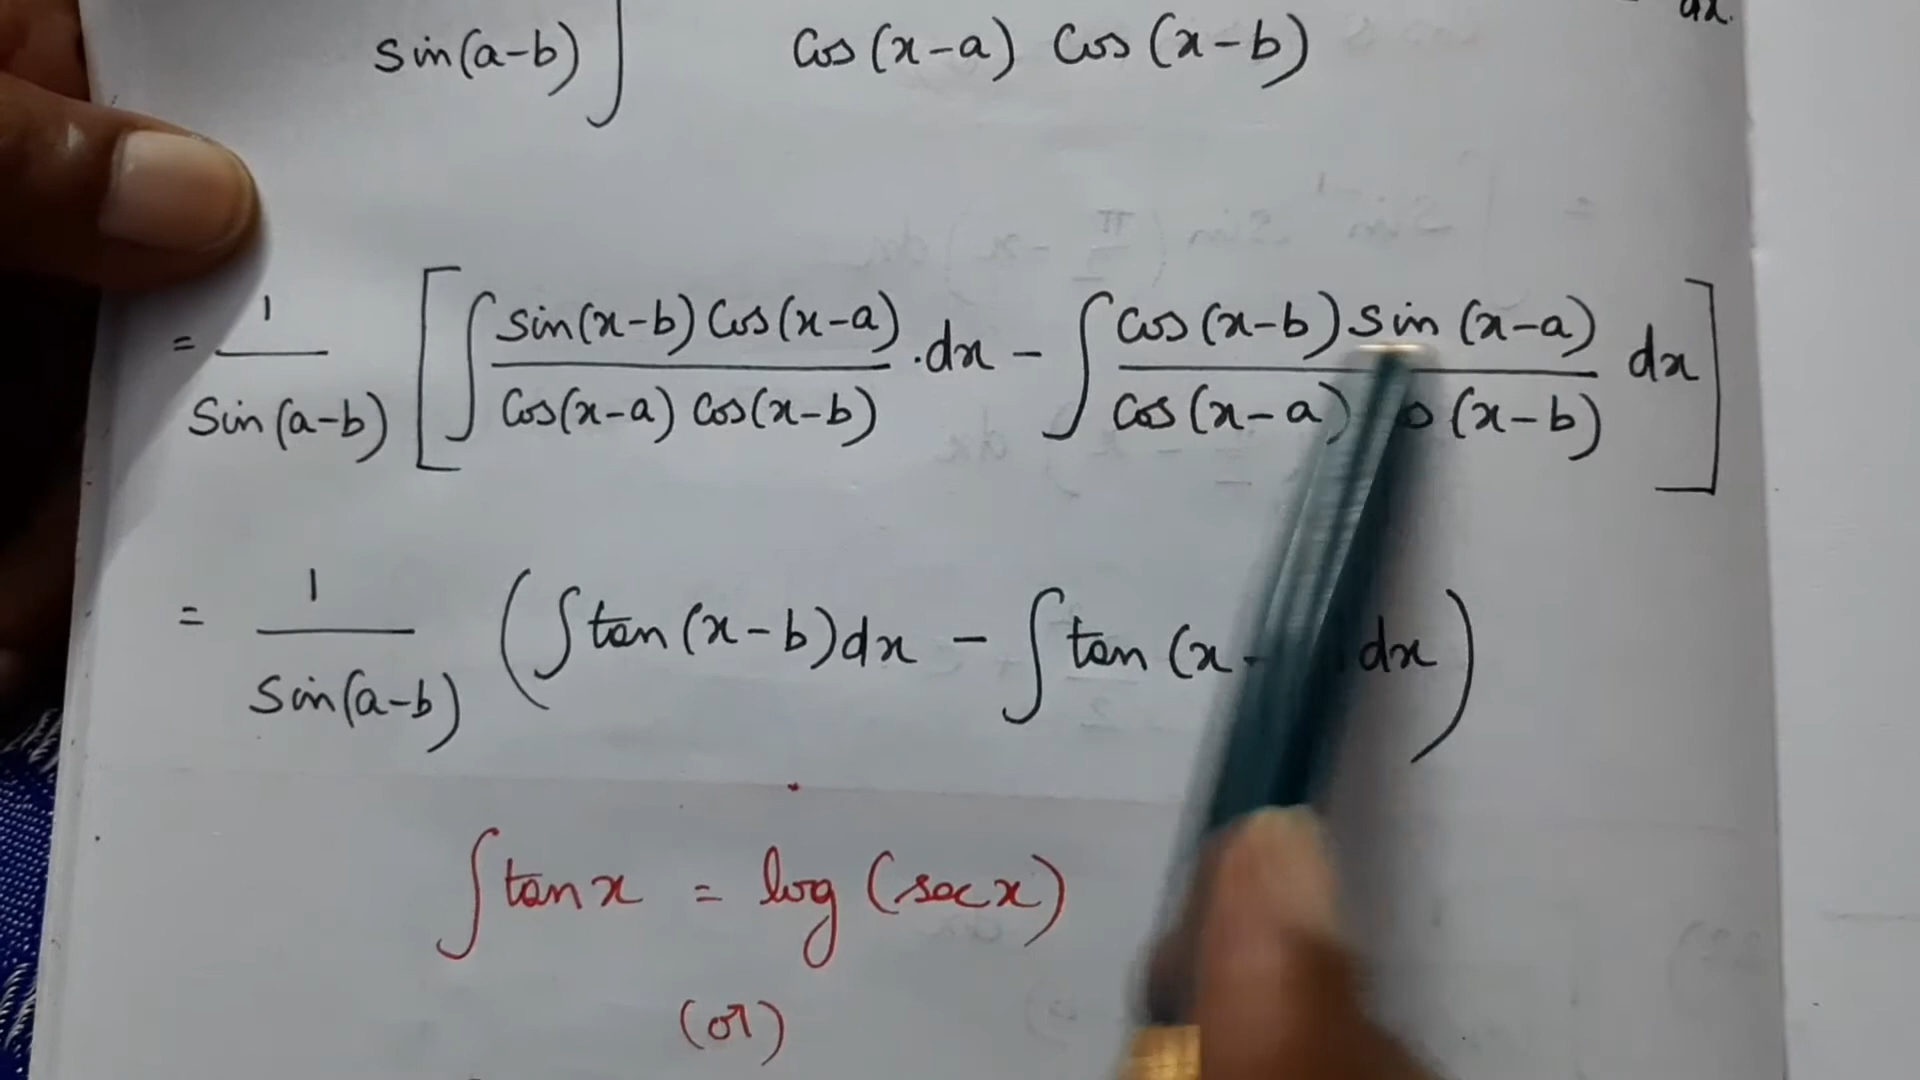 dx.
sin(a-b) ∫ Cos(x-a) Cos(x-b)
= 1/Sin(a-b) [ ∫ sin(x-b) Cos(x-a) / Cos(x-a) Cos(x-b) .dx - ∫ Cos(x-b) sin(x-a) / Cos(x-a) s(x-b) dx ]
= 1/Sin(a-b) ( ∫ tan(x-b)dx - ∫ tan(x- dx )
∫ tan x = log (sec x)
(or)